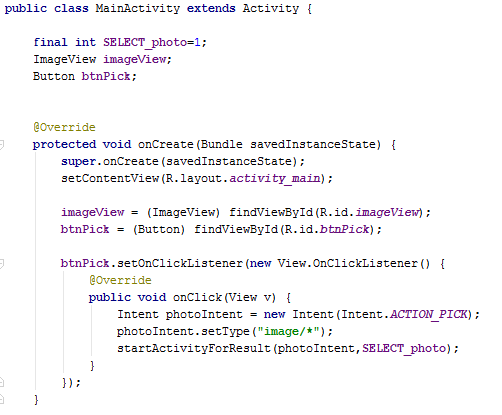 public class MainActivity extends Activity {
final int SELECT_photo=1;
ImageView imageView;
Button btnPick;
@Override
protected void onCreate(Bundle savedInstanceState) {
super.onCreate(savedInstanceState);
setContentView(R.layout.activity_main);
imageView = (ImageView) findViewById(R.id.imageView);
btnPick = (Button) findViewById(R.id.btnPick);
btnPick.setOnClickListener(new View.OnClickListener() {
@Override
public void onClick(View v) {
Intent photoIntent = new Intent(Intent.ACTION_PICK);
photoIntent.setType("image/*");
startActivityForResult(photoIntent,SELECT_photo);
}
});
}